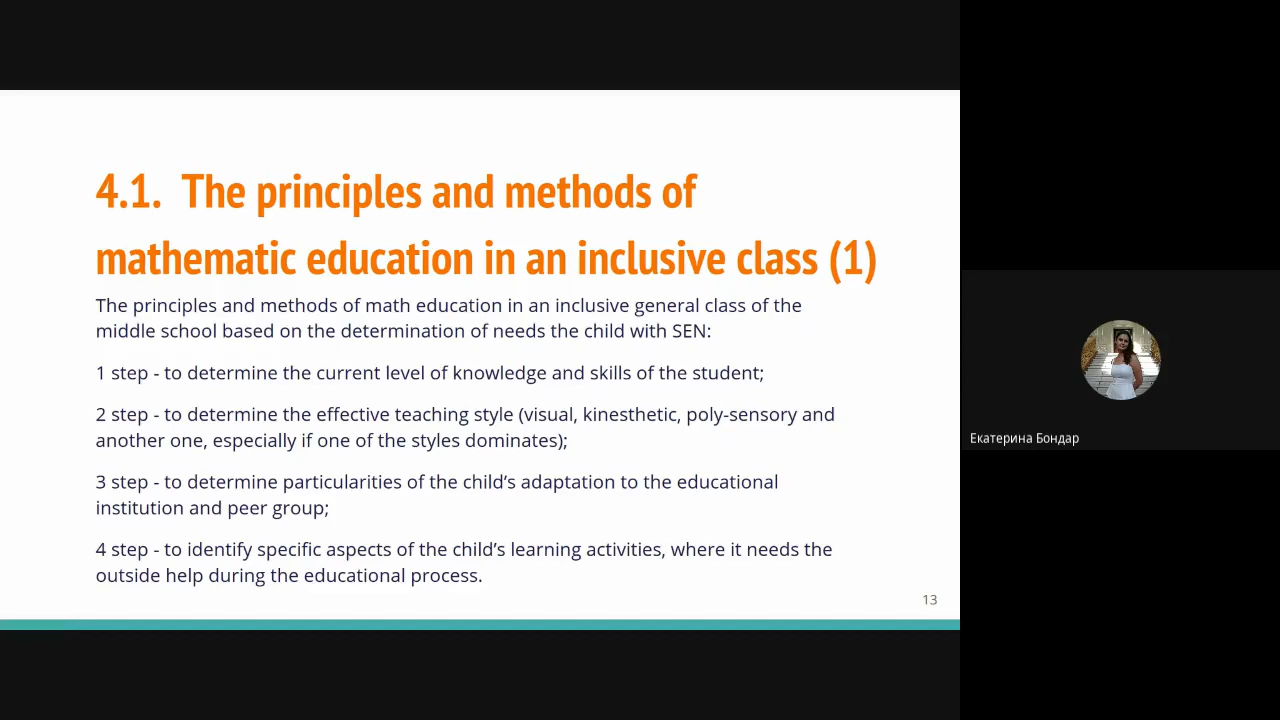 4.1. The principles and methods of
mathematic education in an inclusive class (1)
The principles and methods of math education in an inclusive general class of the
middle school based on the determination of needs the child with SEN:
1 step - to determine the current level of knowledge and skills of the student;
2 step - to determine the effective teaching style (visual, kinesthetic, poly-sensory and
another one, especially if one of the styles dominates);
3 step - to determine particularities of the child’s adaptation to the educational
institution and peer group;
4 step - to identify specific aspects of the child’s learning activities, where it needs the
outside help during the educational process.
13
Екатерина Бондар